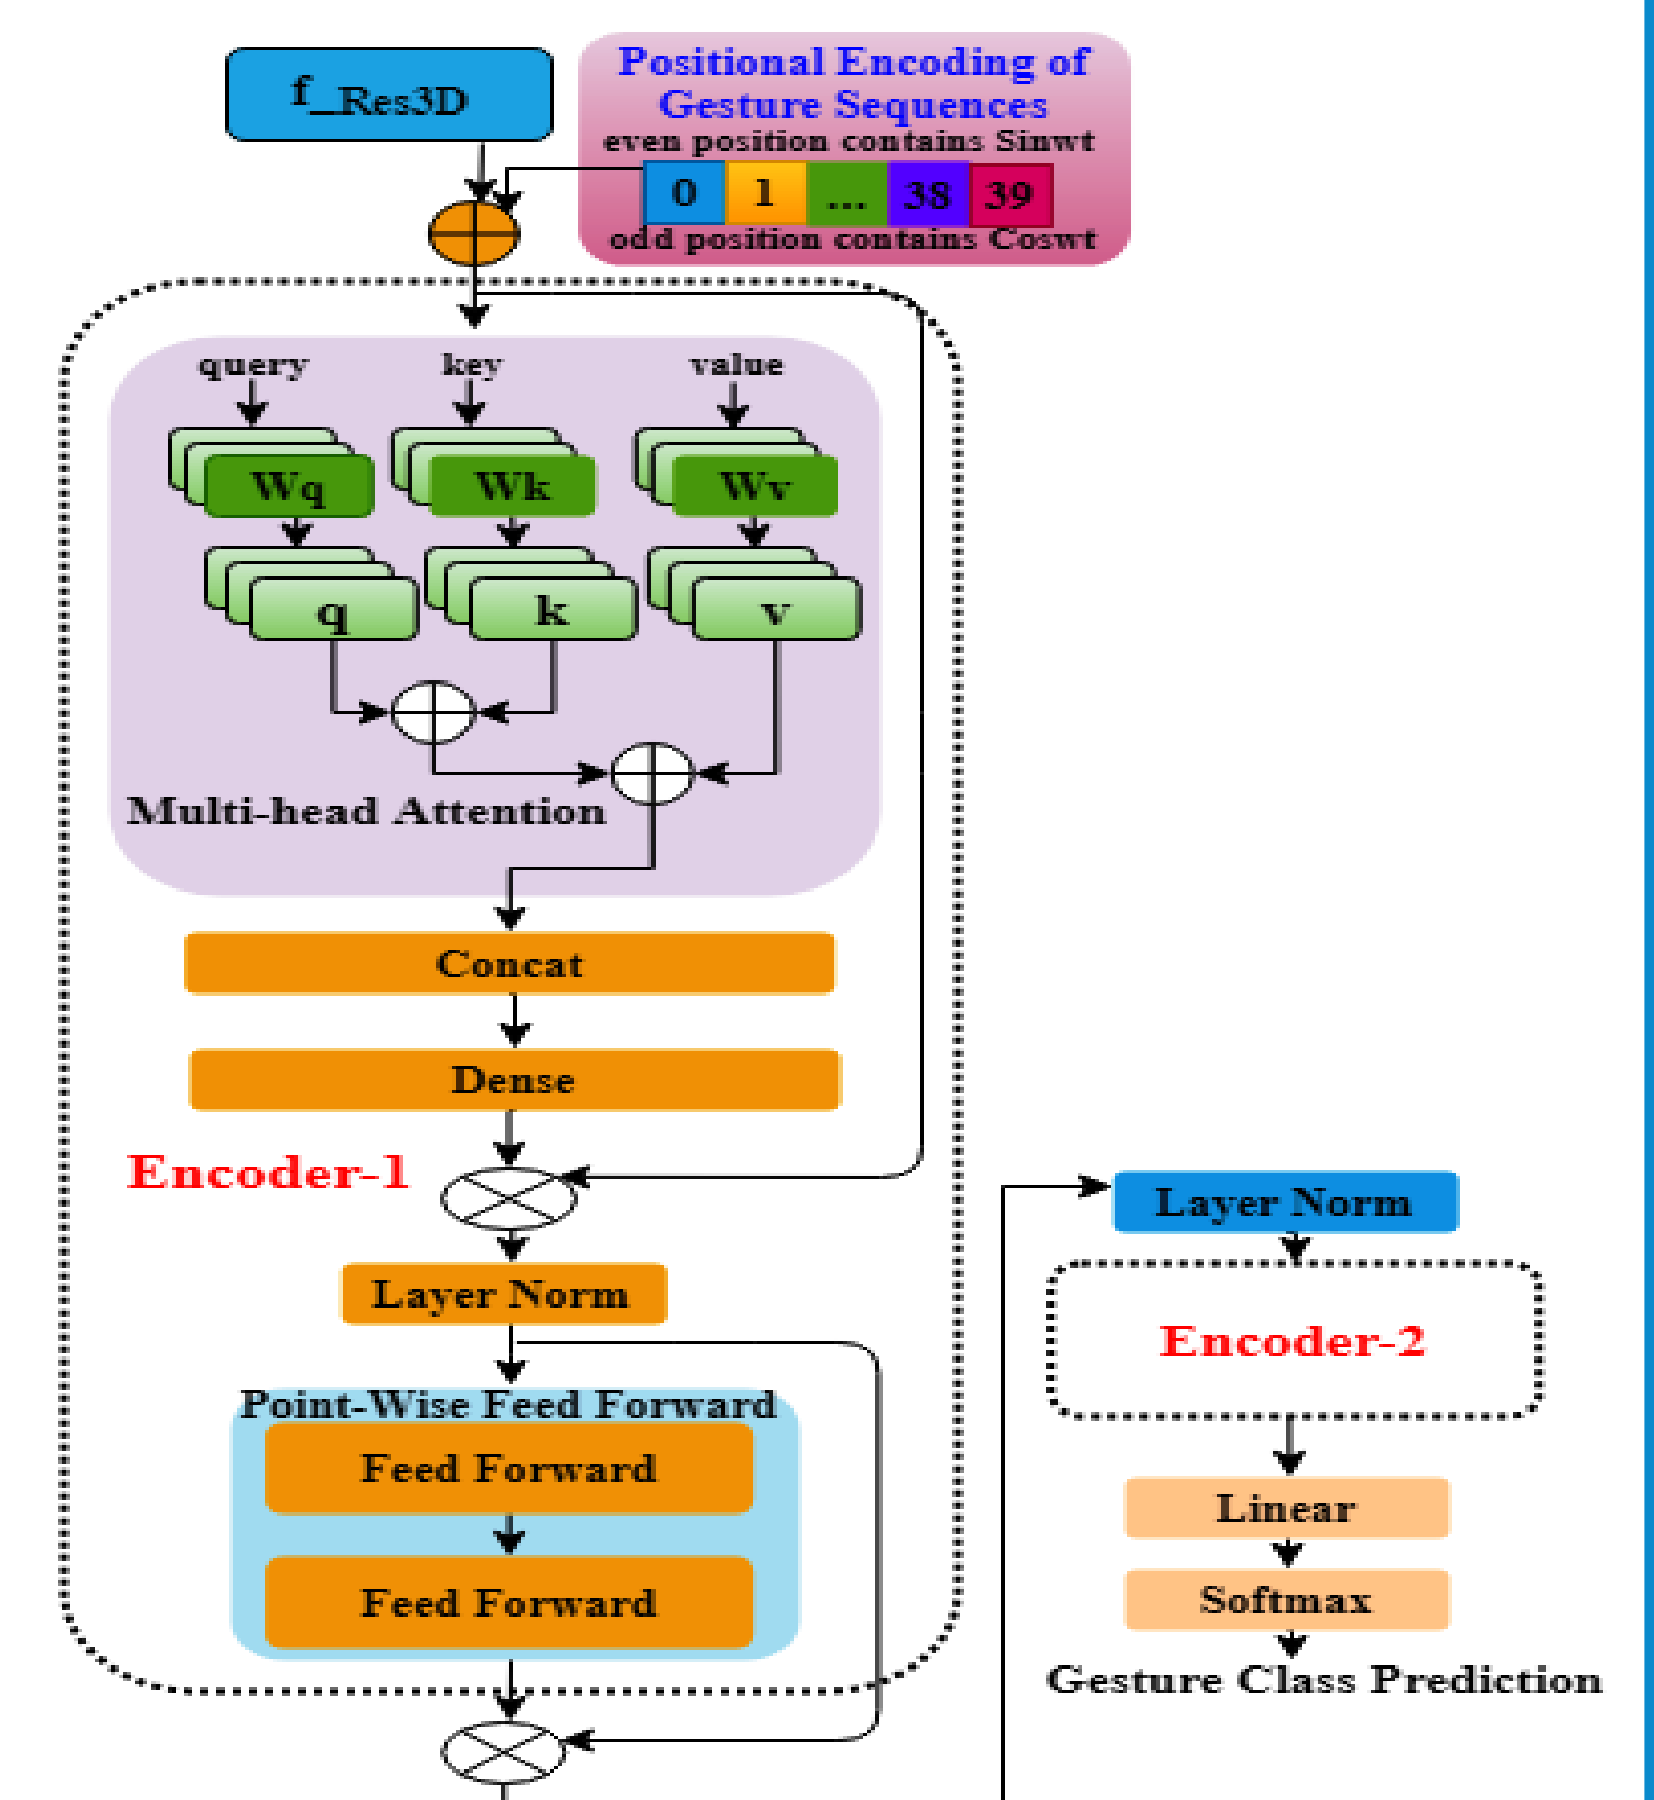 f_Res3D
Positional Encoding of
Gesture Sequences
even position contains Sinwt
0 1 ... 38 39
odd position contains Coswt
query key value
Wq Wk Wv
q k v
Multi-head Attention
Concat
Dense
Encoder-1
Layer Norm
Point-Wise Feed Forward
Feed Forward
Feed Forward
Layer Norm
Encoder-2
Linear
Softmax
Gesture Class Prediction